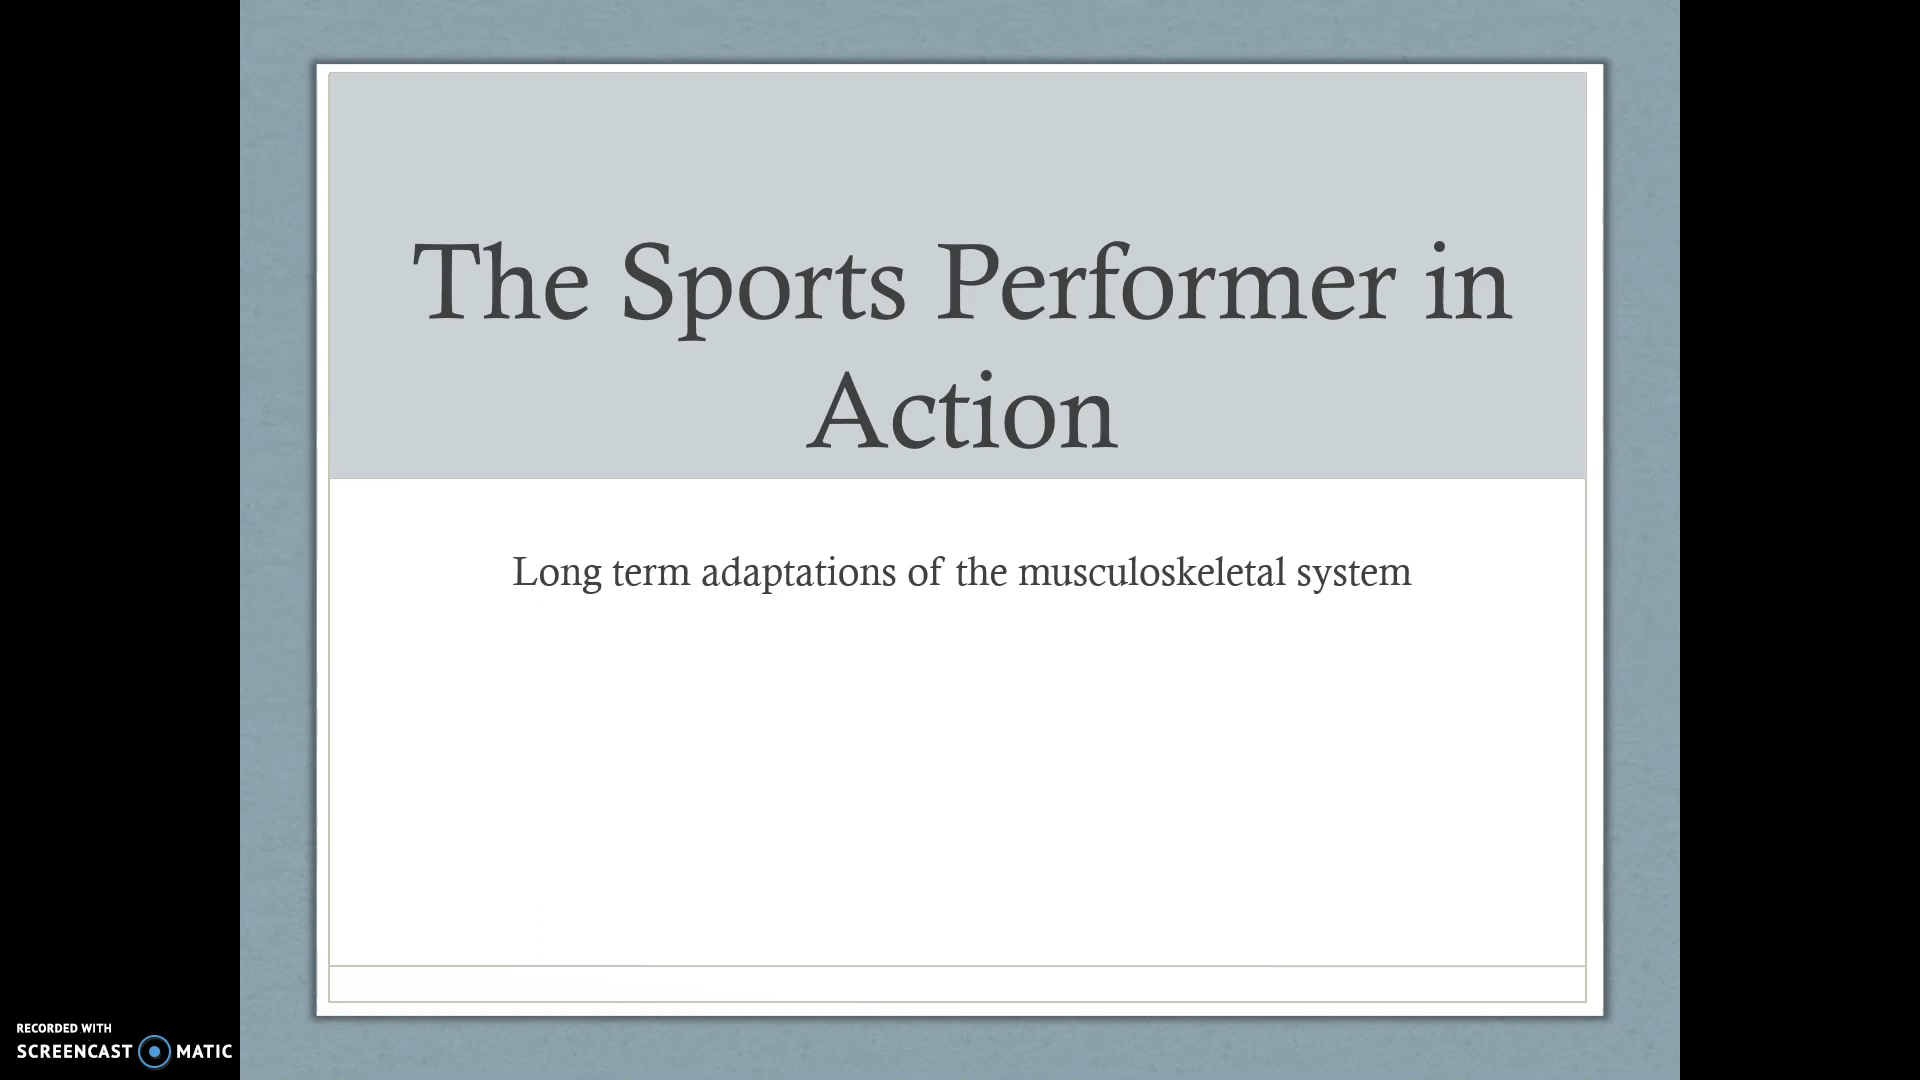 The Sports Performer in
Action
Long term adaptations of the musculoskeletal system
RECORDED WITH
SCREENCAST MATIC